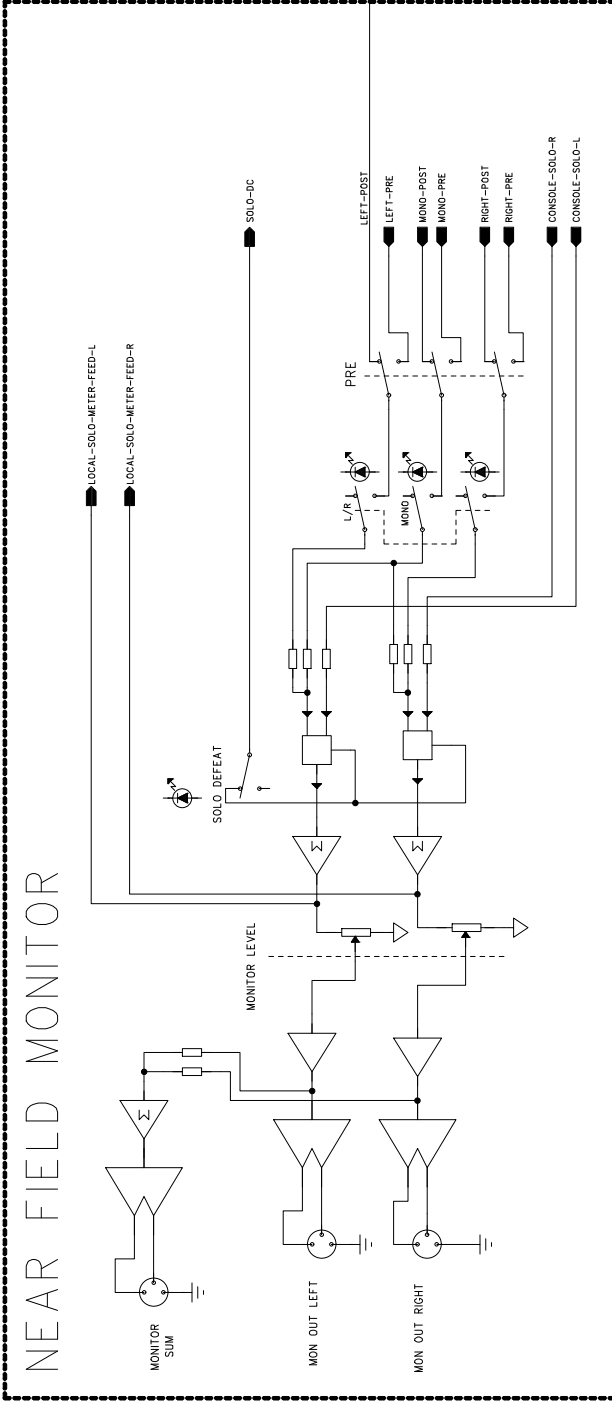 NEAR FIELD MONITOR
LOCAL-SOLO-METER-FEED-L
LOCAL-SOLO-METER-FEED-R
SOLO-DC
SOLO DEFEAT
MONITOR LEVEL
MONITOR
SUM
MON OUT LEFT
MON OUT RIGHT
Σ
Σ
Σ
L/R
MONO
PRE
LEFT-POST
LEFT-PRE
MONO-POST
MONO-PRE
RIGHT-POST
RIGHT-PRE
CONSOLE-SOLO-R
CONSOLE-SOLO-L